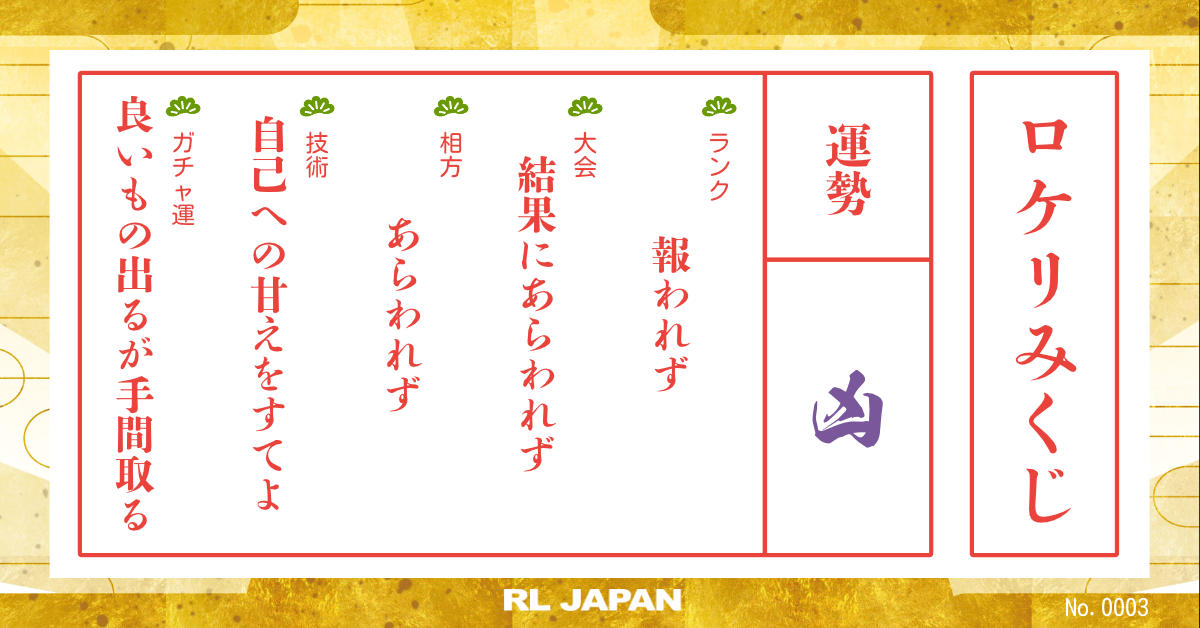 ロケリみくじ
運勢
凶
ランク
報われず
大会
結果にあらわれず
相方
あらわれず
技術
自己への甘えをすてよ
ガチャ運
良いもの出るが手間取る
RL JAPAN
No. 0003